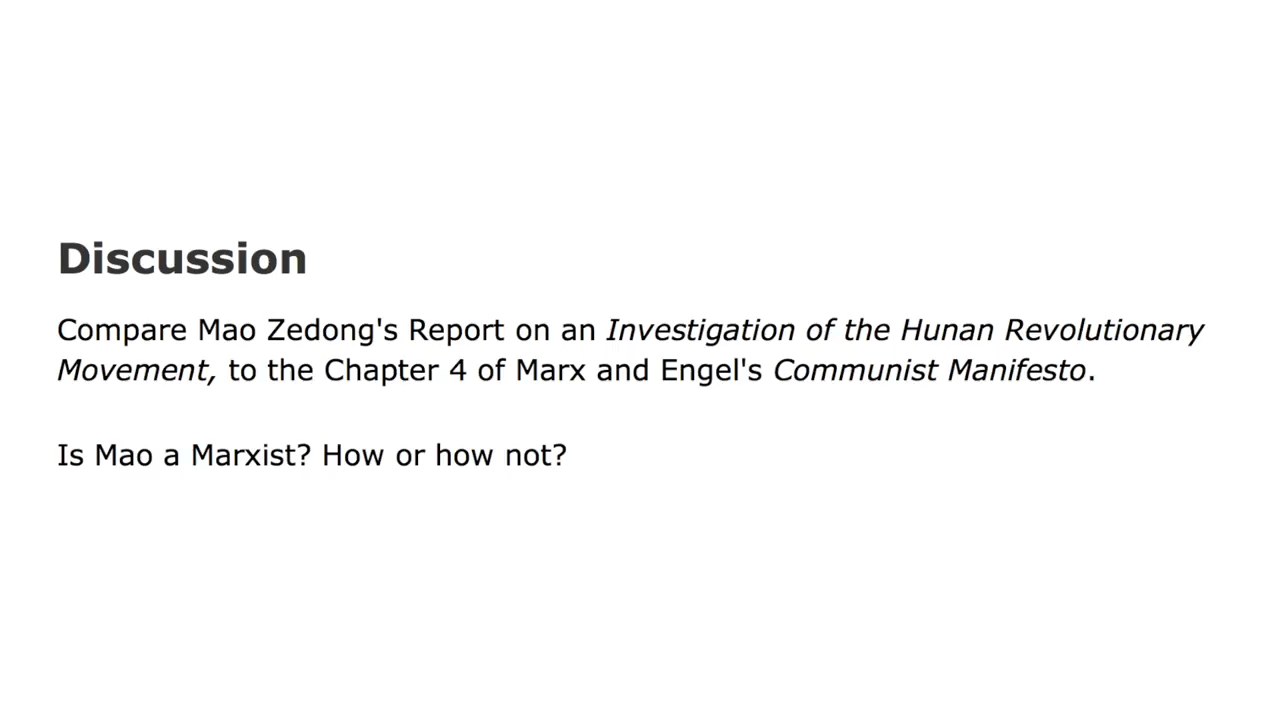 Discussion
Compare Mao Zedong's Report on an Investigation of the Hunan Revolutionary
Movement, to the Chapter 4 of Marx and Engel's Communist Manifesto.
Is Mao a Marxist? How or how not?